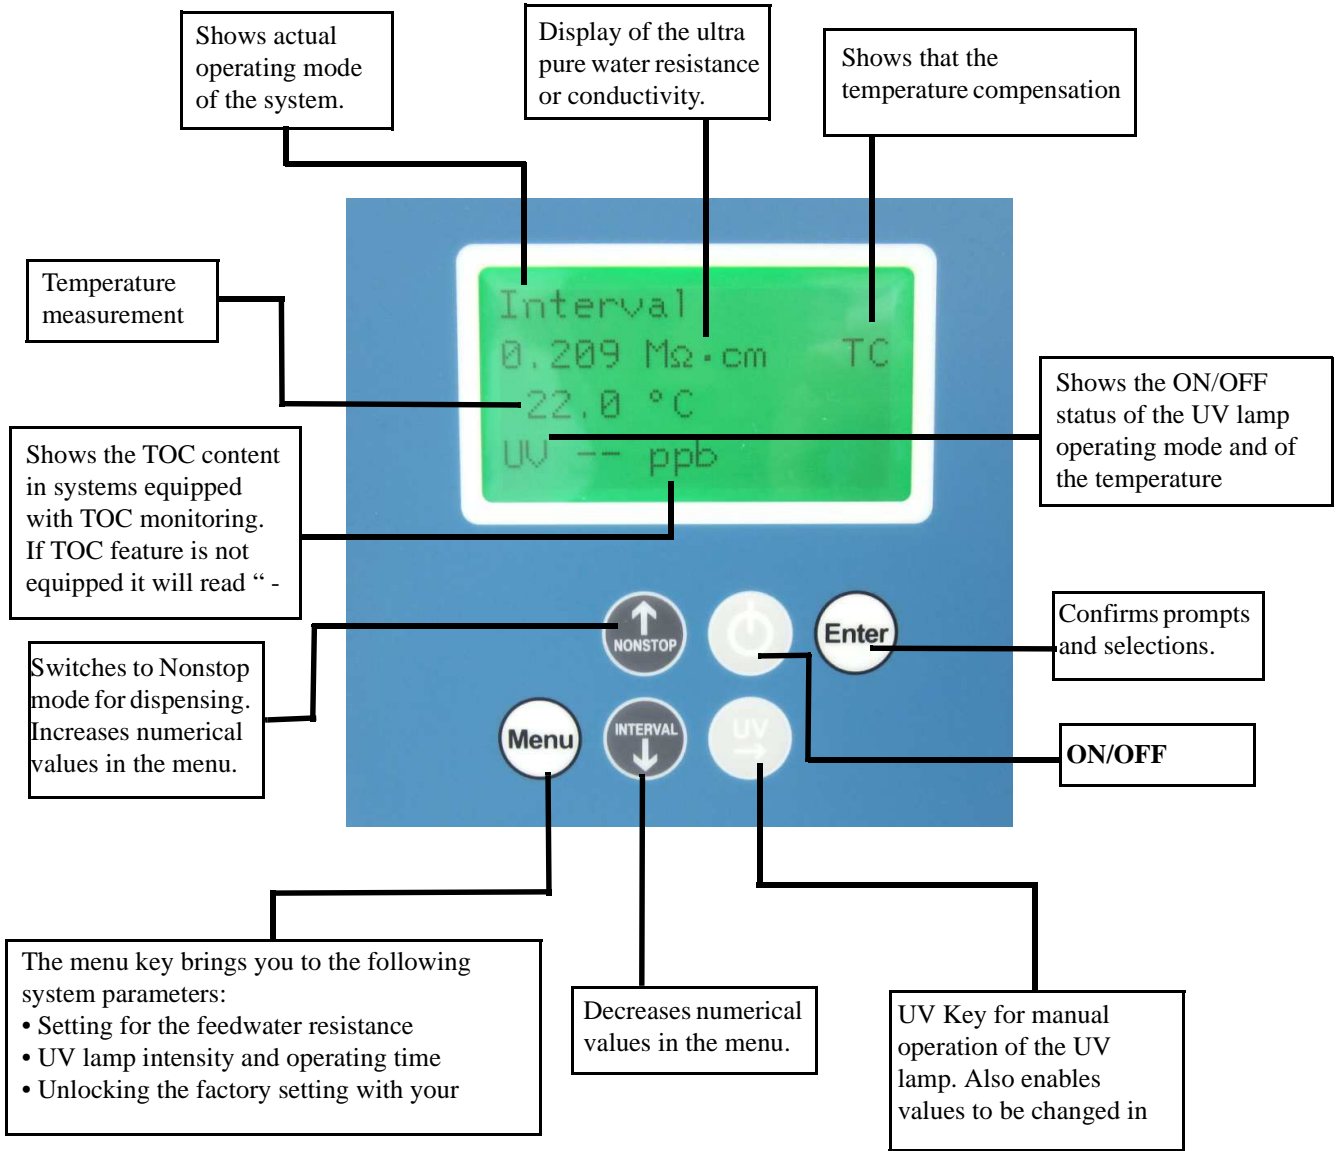 Shows actual
operating mode
of the system.
Display of the ultra
pure water resistance
or conductivity.
Shows that the
temperature compensation
Temperature
measurement
Interval
0.209 MΩ·cm TC
22.0 °C
UV -- ppb
Shows the ON/OFF
status of the UV lamp
operating mode and of
the temperature
Shows the TOC content
in systems equipped
with TOC monitoring.
If TOC feature is not
equipped it will read “ -
NONSTOP
Enter
Confirms prompts
and selections.
Switches to Nonstop
mode for dispensing.
Increases numerical
values in the menu.
Menu
INTERVAL
UV
ON/OFF
The menu key brings you to the following
system parameters:
• Setting for the feedwater resistance
• UV lamp intensity and operating time
• Unlocking the factory setting with your
Decreases numerical
values in the menu.
UV Key for manual
operation of the UV
lamp. Also enables
values to be changed in